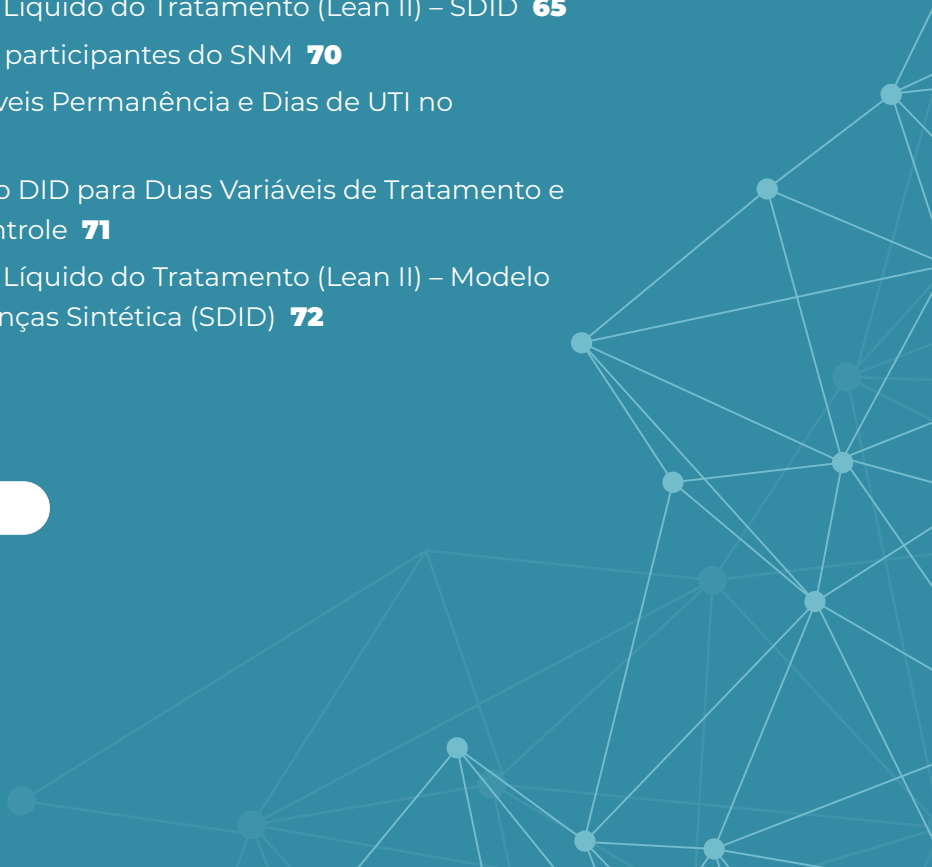 Líquido do Tratamento (Lean II) – SDID 65
participantes do SNM 70
veis Permanência e Dias de UTI no
o DID para Duas Variáveis de Tratamento e
ntrole 71
Líquido do Tratamento (Lean II) – Modelo
nças Sintética (SDID) 72